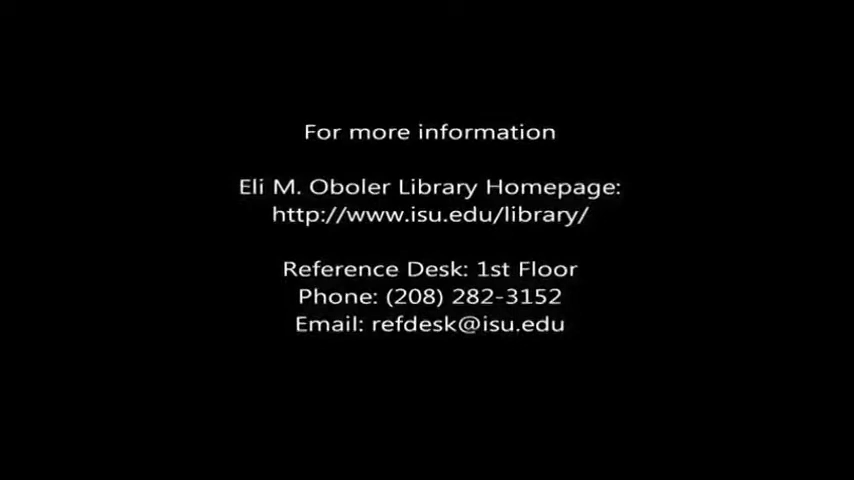 For more information
Eli M. Oboler Library Homepage:
http://www.isu.edu/library/
Reference Desk: 1st Floor
Phone: (208) 282-3152
Email: refdesk@isu.edu